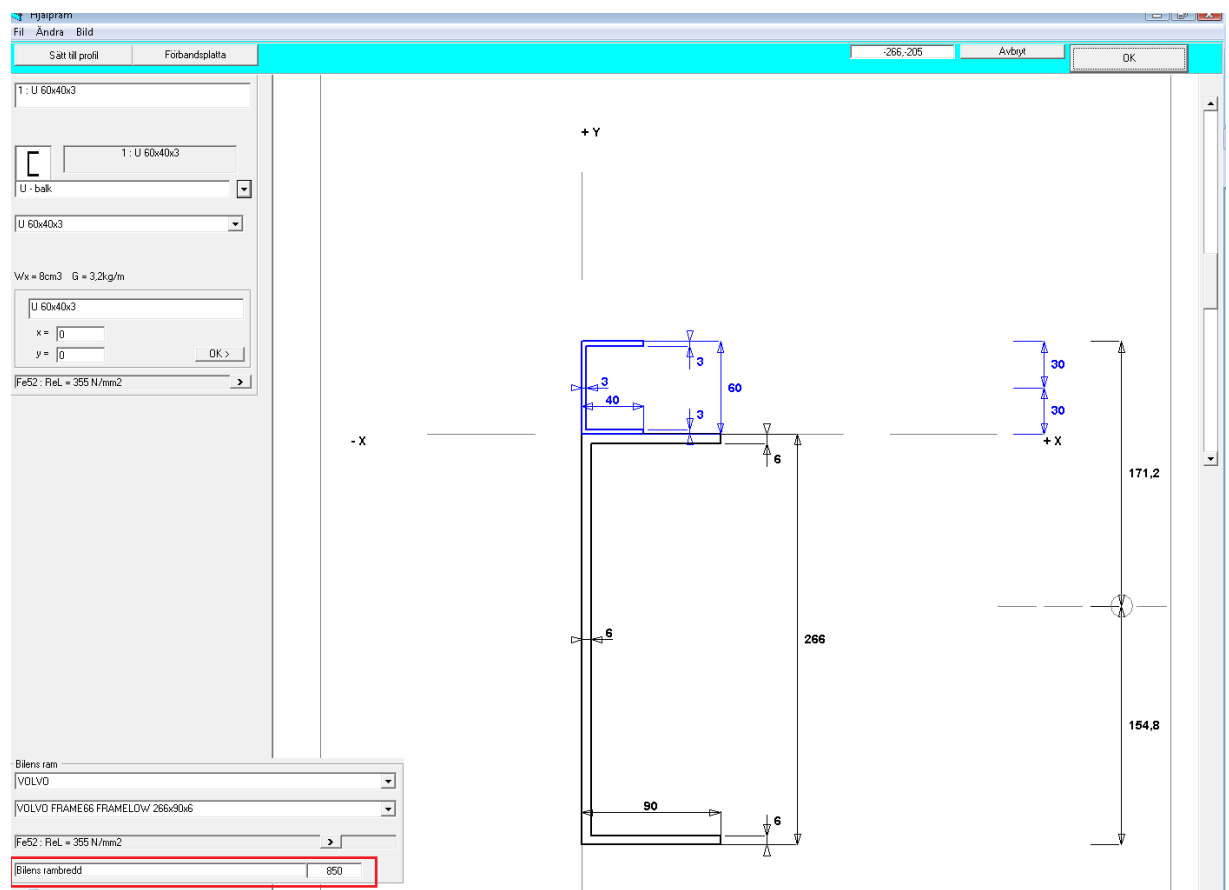 Hjälpram
Fil Ändra Bild
Sätt till profil Förbandsplatta -266,-205 Avbryt OK
1 : U 60x40x3
1 : U 60x40x3
U - balk
U 60x40x3
Wx = 8cm3 G = 3,2kg/m
U 60x40x3
x = 0
y = 0 OK >
Fe52 : ReL = 355 N/mm2 >
+ Y
3
30
3
60
40
3
30
- X
+ X
6
171,2
6
266
154,8
90
6
Bilens ram
VOLVO
VOLVO FRAME66 FRAMELOW 266x90x6
Fe52 : ReL = 355 N/mm2 >
Bilens rambredd 850